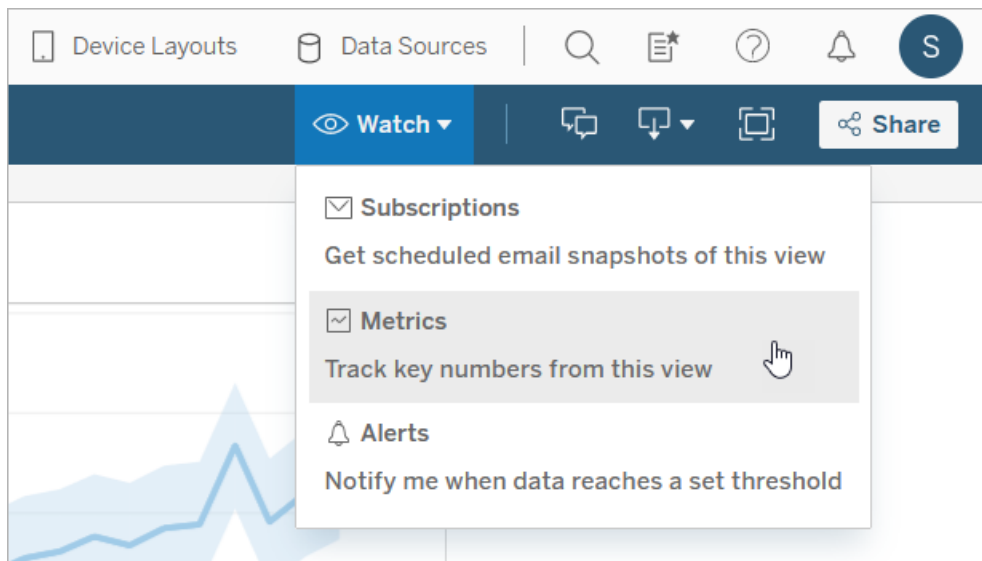 Device Layouts
Data Sources
S
Watch
Share
Subscriptions
Get scheduled email snapshots of this view
Metrics
Track key numbers from this view
Alerts
Notify me when data reaches a set threshold